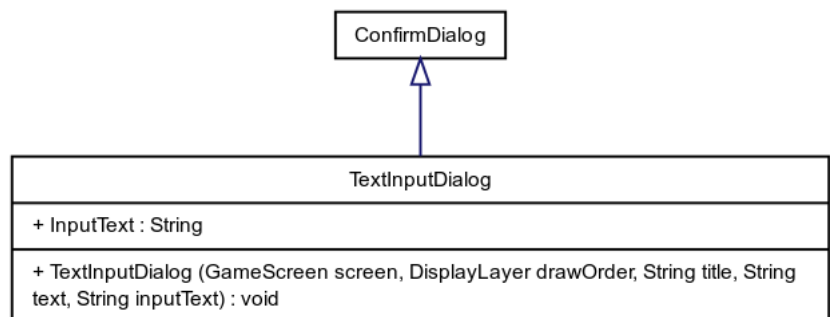 ConfirmDialog
TextInputDialog
+ InputText : String
+ TextInputDialog (GameScreen screen, DisplayLayer drawOrder, String title, String
text, String inputText) : void